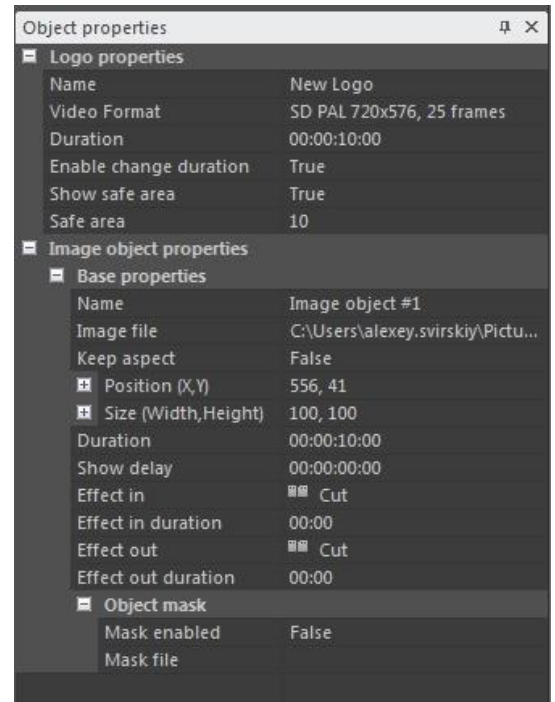 Object properties
Logo properties
Name New Logo
Video Format SD PAL 720x576, 25 frames
Duration 00:00:10:00
Enable change duration True
Show safe area True
Safe area 10
Image object properties
Base properties
Name Image object #1
Image file C:\Users\alexey.svirskiy\Pictu...
Keep aspect False
Position (X,Y) 556, 41
Size (Width,Height) 100, 100
Duration 00:00:10:00
Show delay 00:00:00:00
Effect in Cut
Effect in duration 00:00
Effect out Cut
Effect out duration 00:00
Object mask
Mask enabled False
Mask file